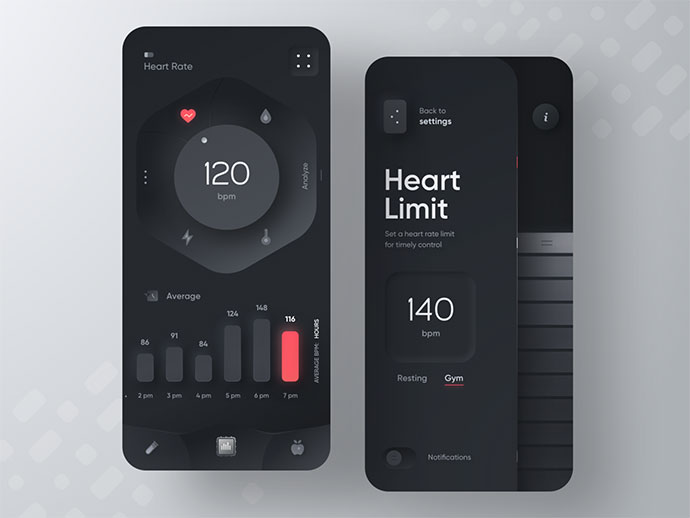 Heart Rate
120
bpm
Analyze
Average
86
91
84
124
148
116
2 pm
3 pm
4 pm
5 pm
6 pm
7 pm
AVERAGE BPM: HOURS
Back to
settings
i
Heart
Limit
Set a heart rate limit
for timely control
140
bpm
Resting
Gym
Notifications